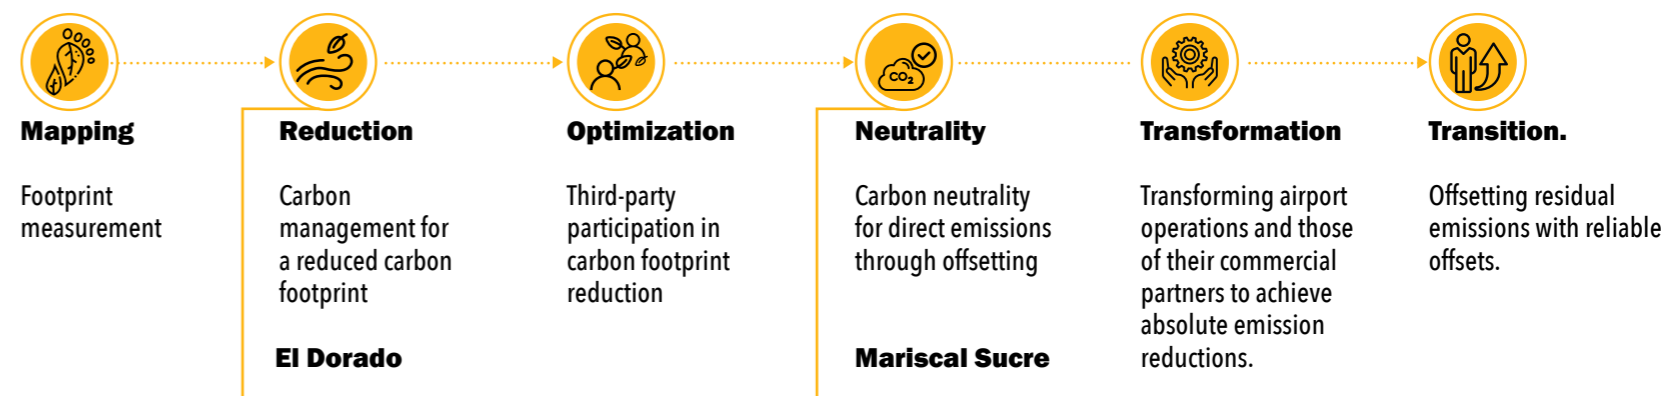 Mapping
Footprint
measurement
Reduction
Carbon
management for
a reduced carbon
footprint
El Dorado
Optimization
Third-party
participation in
carbon footprint
reduction
CO₂
Neutrality
Carbon neutrality
for direct emissions
through offsetting
Mariscal Sucre
Transformation
Transforming airport
operations and those
of their commercial
partners to achieve
absolute emission
reductions.
Transition.
Offsetting residual
emissions with reliable
offsets.